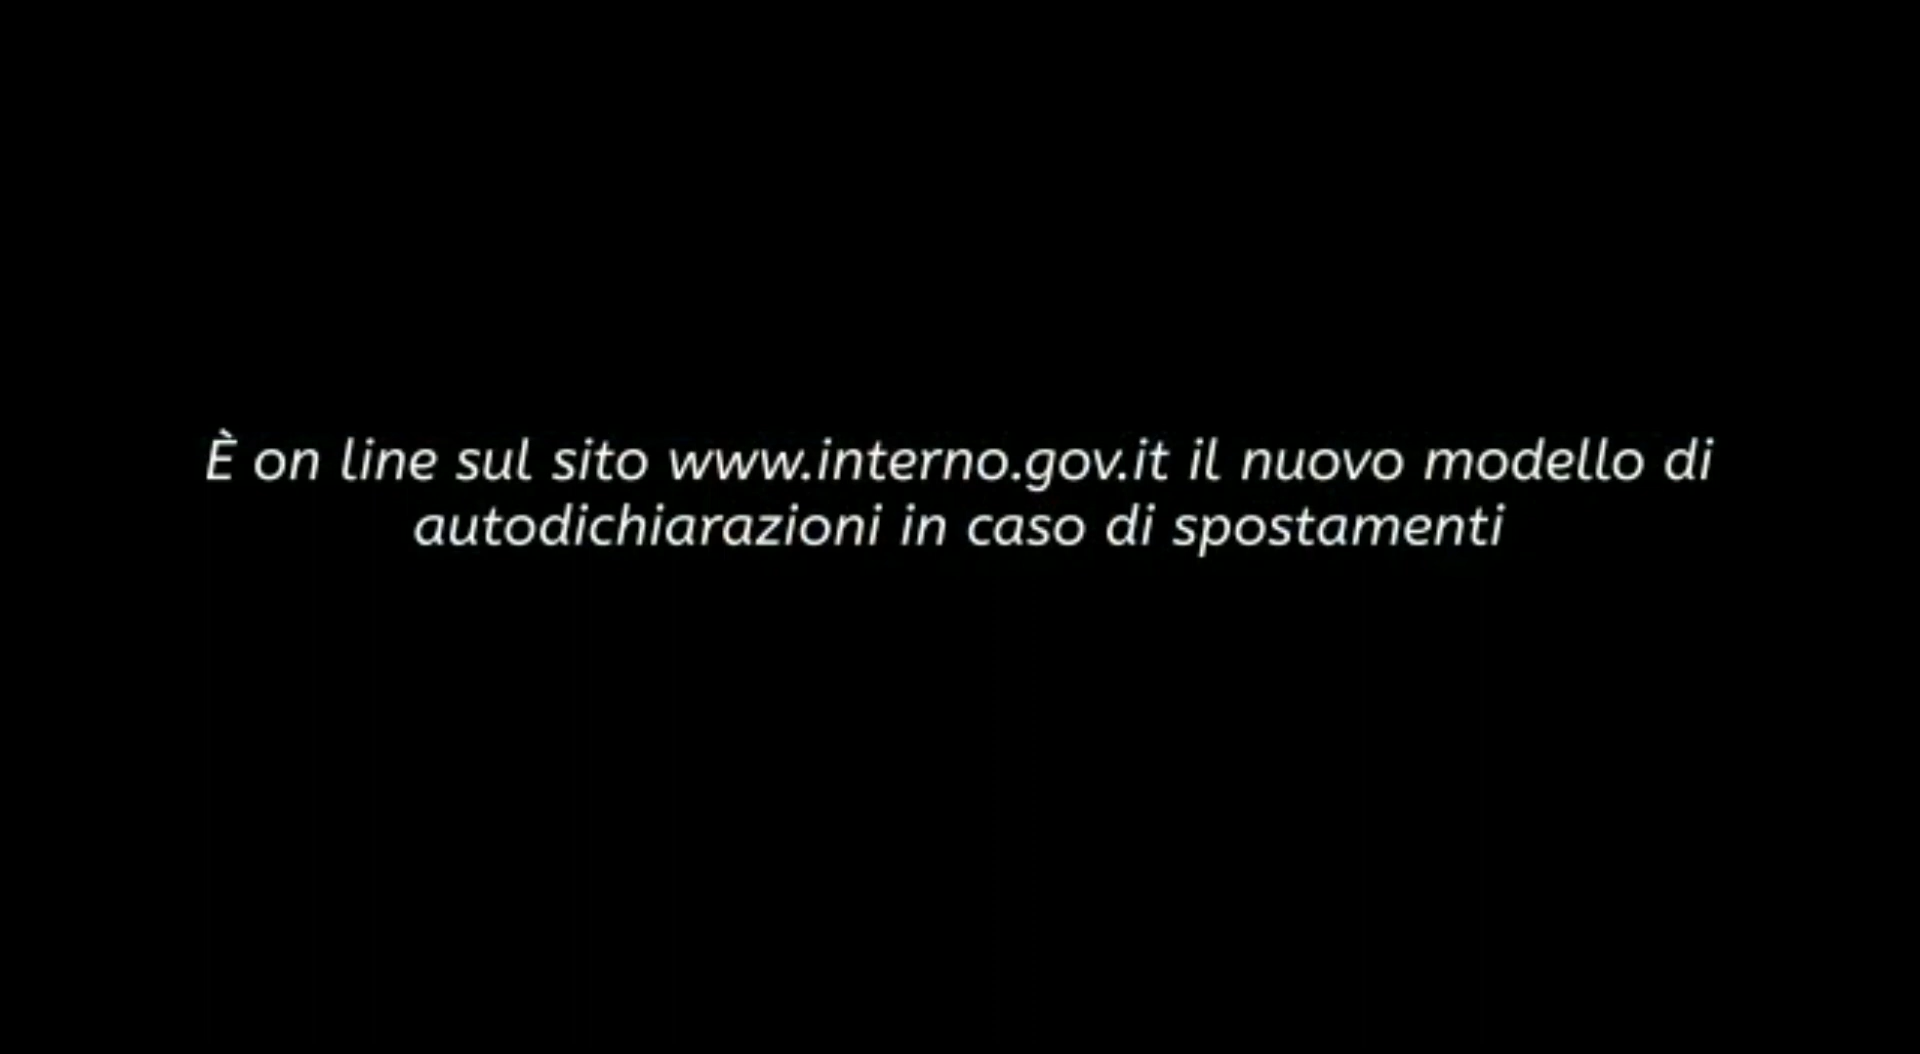 È on line sul sito www.interno.gov.it il nuovo modello di
autodichiarazioni in caso di spostamenti